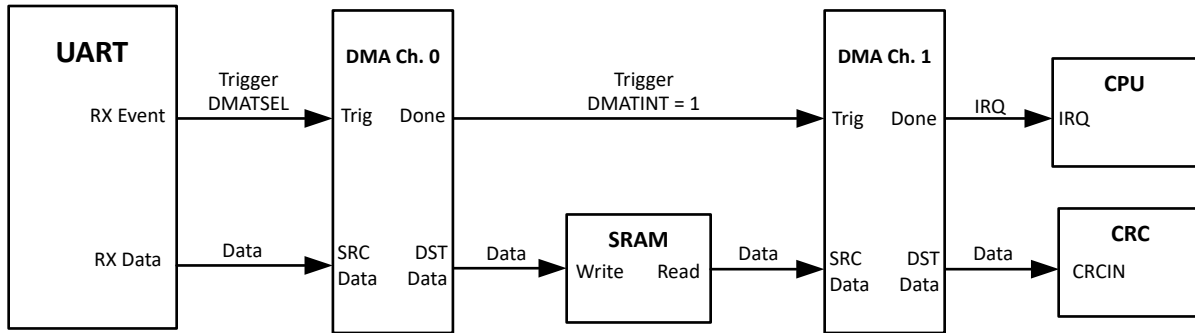 UART
RX Event
RX Data
Trigger
DMATSEL
Data
DMA Ch. 0
Trig Done
SRC DST
Data Data
Trigger
DMATINT = 1
Data
SRAM
Write Read
Data
DMA Ch. 1
Trig Done
SRC DST
Data Data
IRQ
Data
CPU
IRQ
CRC
CRCIN